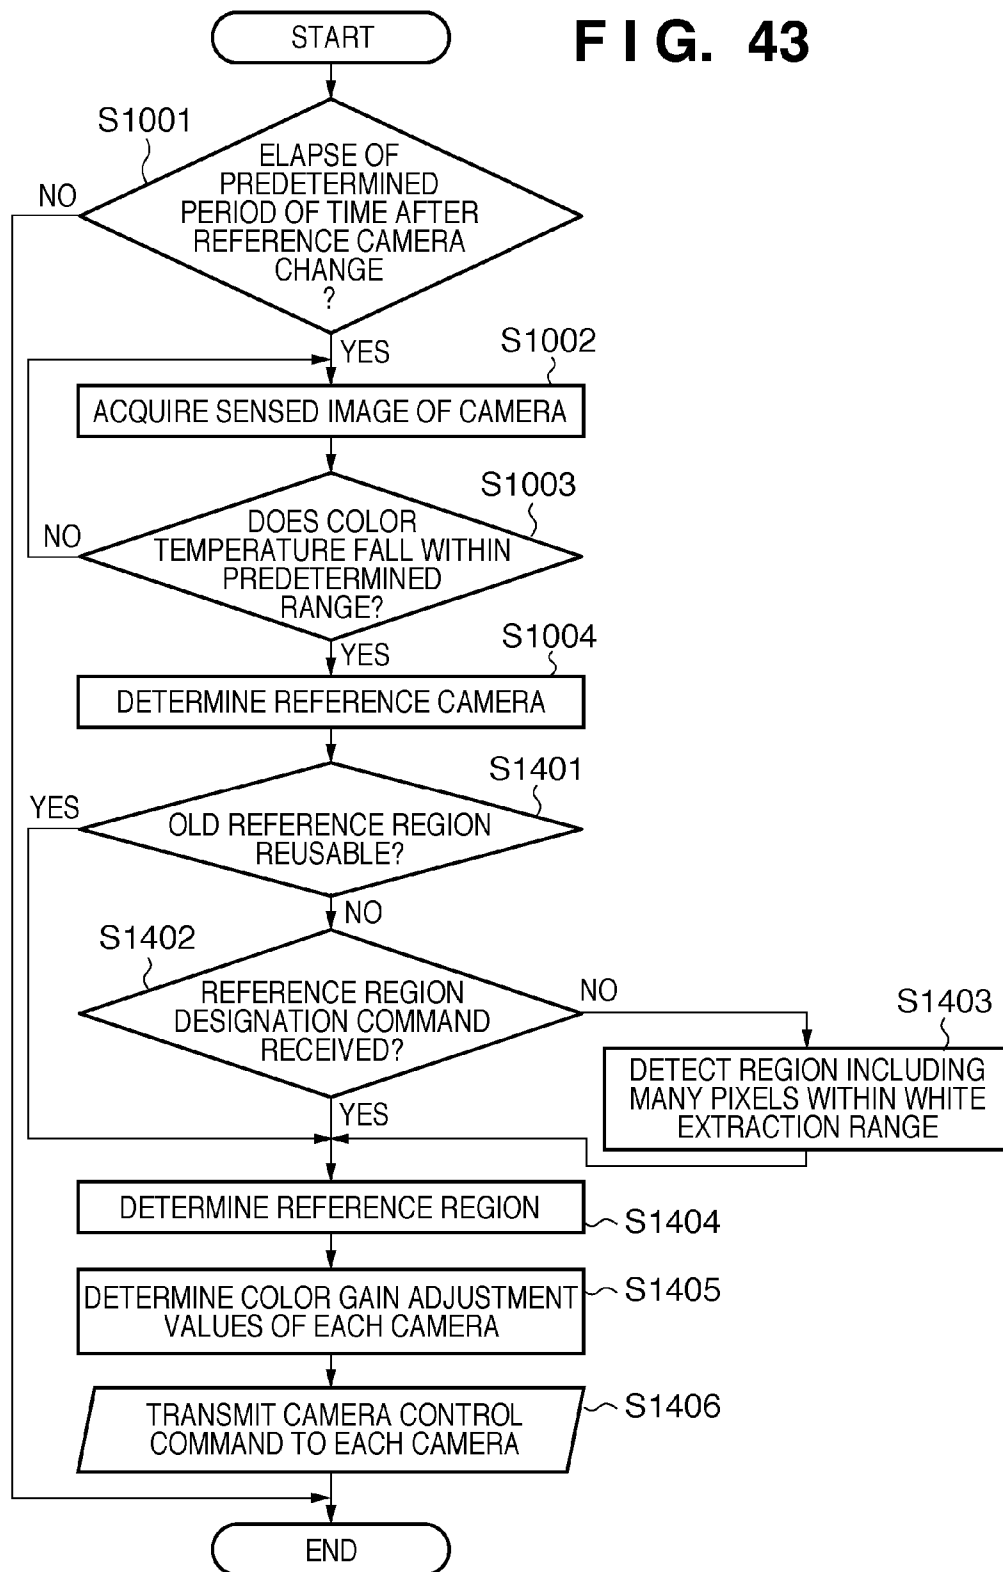 START
F I G. 43
S1001
ELAPSE OF
PREDETERMINED
PERIOD OF TIME AFTER
REFERENCE CAMERA
CHANGE
?
NO
YES
S1002
ACQUIRE SENSED IMAGE OF CAMERA
S1003
DOES COLOR
TEMPERATURE FALL WITHIN
PREDETERMINED
RANGE?
NO
YES
S1004
DETERMINE REFERENCE CAMERA
S1401
YES
OLD REFERENCE REGION
REUSABLE?
NO
S1402
REFERENCE REGION
DESIGNATION COMMAND
RECEIVED?
NO
S1403
DETECT REGION INCLUDING
MANY PIXELS WITHIN WHITE
EXTRACTION RANGE
YES
DETERMINE REFERENCE REGION
S1404
DETERMINE COLOR GAIN ADJUSTMENT
VALUES OF EACH CAMERA
S1405
TRANSMIT CAMERA CONTROL
COMMAND TO EACH CAMERA
S1406
END